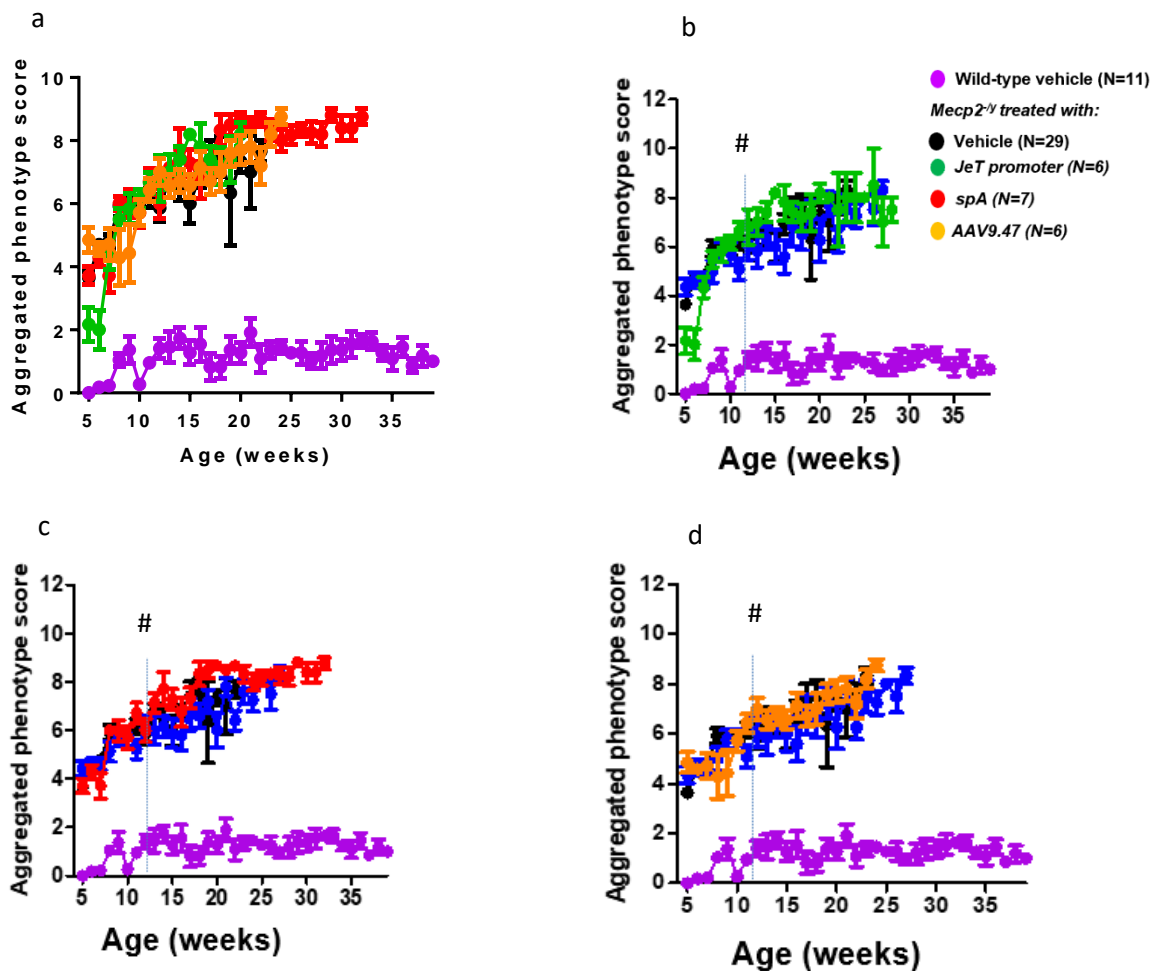 a
Aggregated phenotype score
10
8
6
4
2
0
5 10 15 20 25 30 35
Age (weeks)
b
Aggregated phenotype score
12
10
8
6
4
2
0
#
5 10 15 20 25 30 35
Age (weeks)
Wild-type vehicle (N=11)
Mecp2-/y treated with:
Vehicle (N=29)
JeT promoter (N=6)
spA (N=7)
AAV9.47 (N=6)
c
Aggregated phenotype score
12
10
8
6
4
2
0
#
5 10 15 20 25 30 35
Age (weeks)
d
Aggregated phenotype score
12
10
8
6
4
2
0
#
5 10 15 20 25 30 35
Age (weeks)